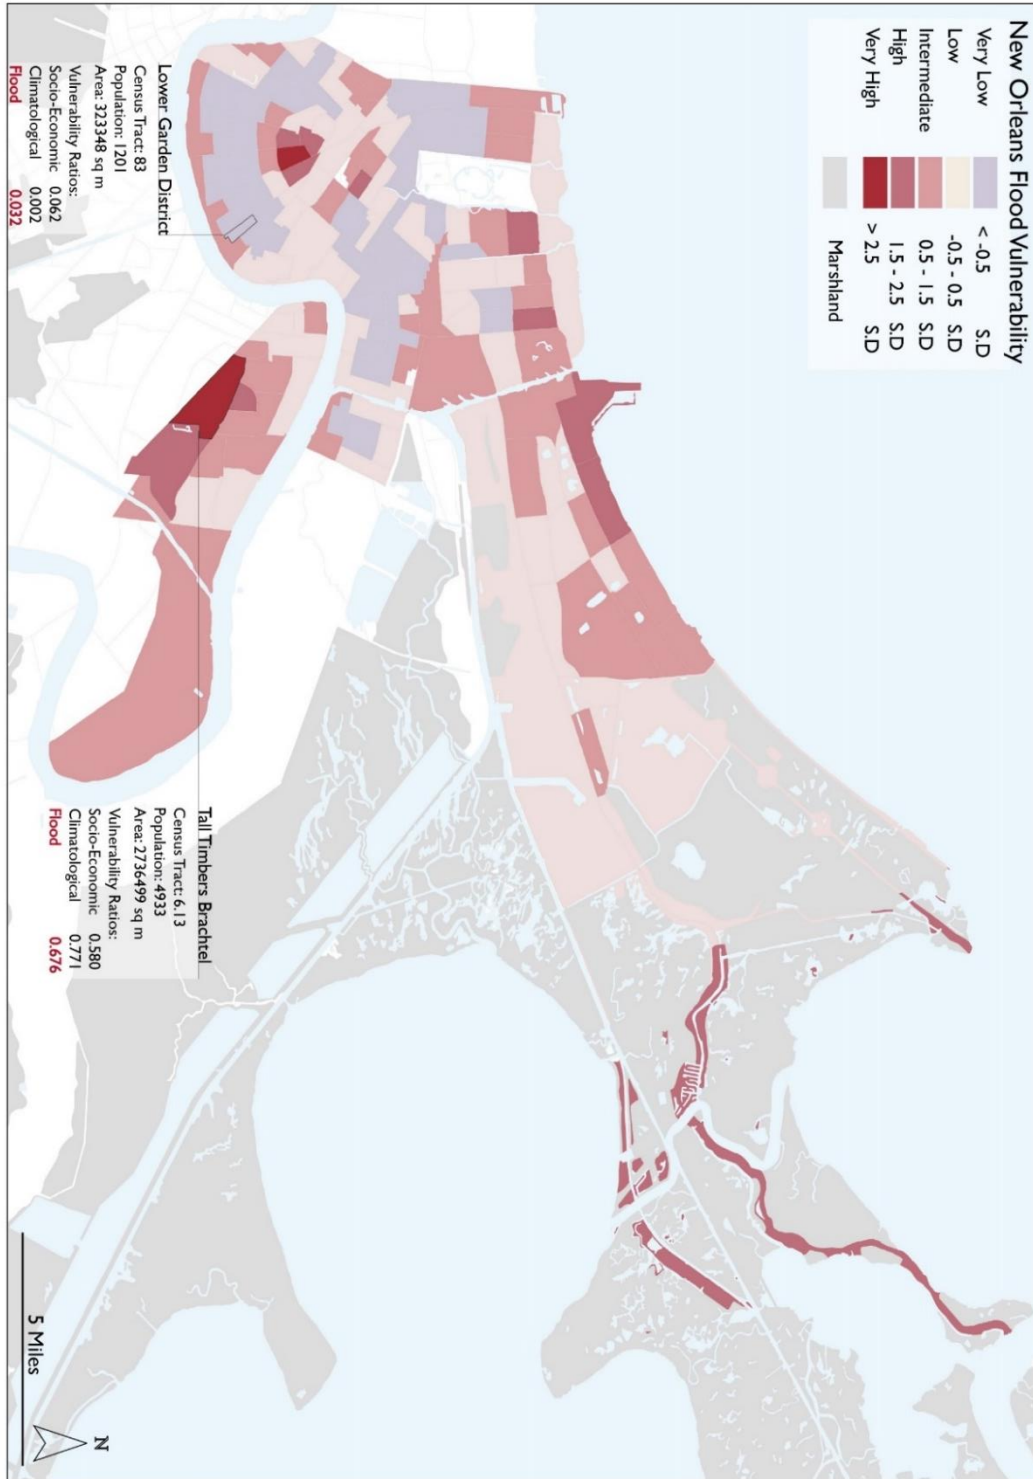 New Orleans Flood Vulnerability
Very Low < -0.5 S.D
Low -0.5 - 0.5 S.D
Intermediate 0.5 - 1.5 S.D
High 1.5 - 2.5 S.D
Very High > 2.5 S.D
Marshland
Lower Garden District
Census Tract: 83
Population: 1201
Area: 323348 sq m
Vulnerability Ratios:
Socio-Economic 0.062
Climatological 0.002
Flood 0.032
Tall Timbers Brachtel
Census Tract: 6.13
Population: 4933
Area: 2736499 sq m
Vulnerability Ratios:
Socio-Economic 0.580
Climatological 0.771
Flood 0.676
5 Miles
N